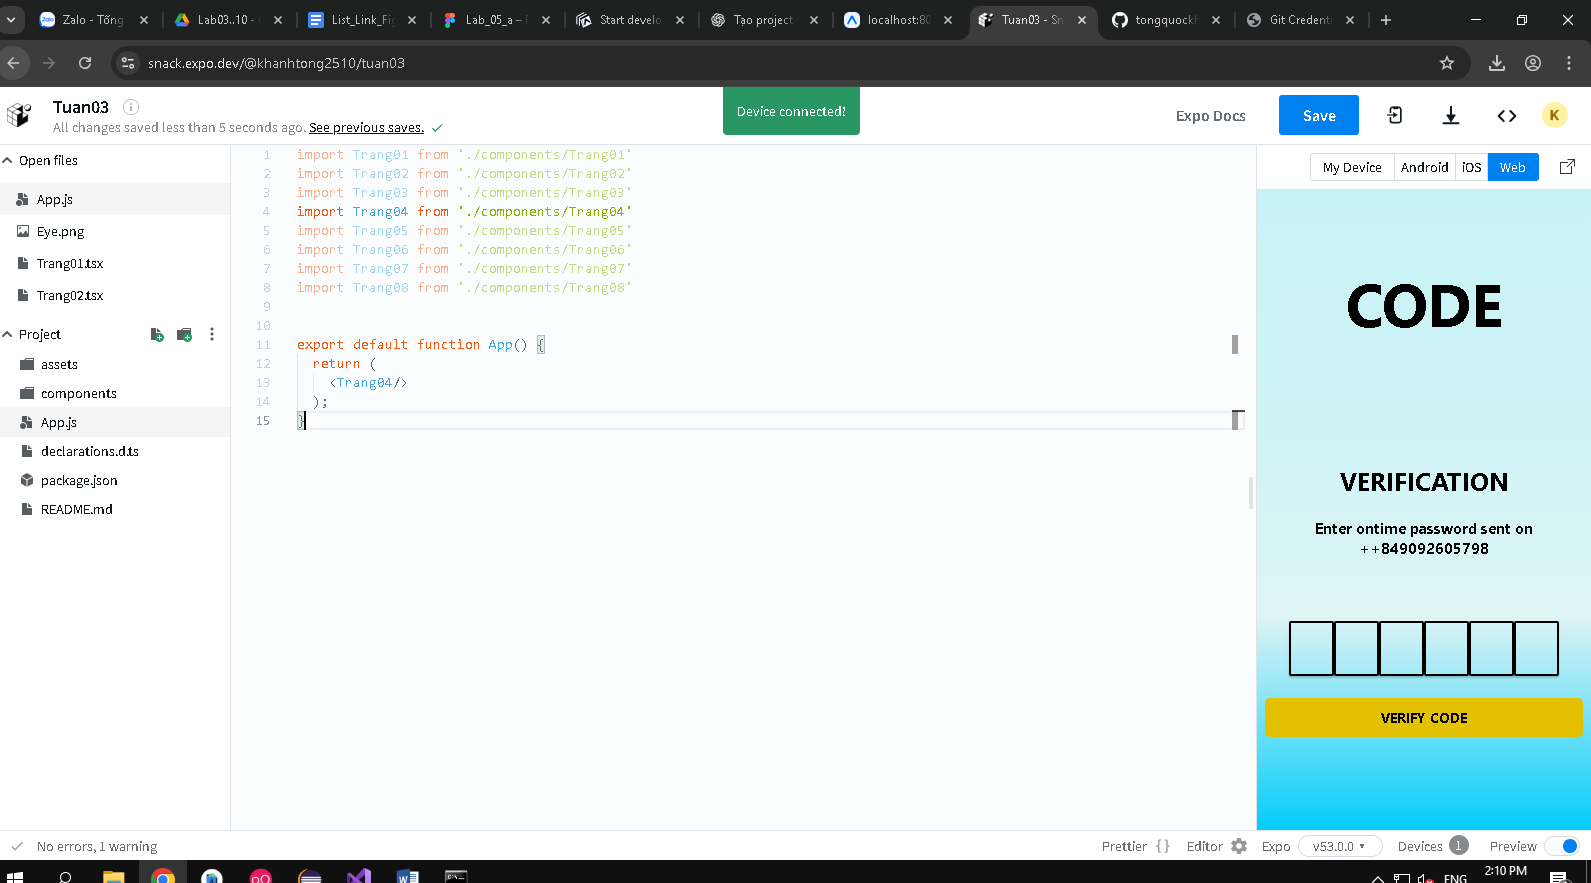 Zalo - Tống
Lab03..10 -
List_Link_Fi
Lab_05_a –
Start develo
Tạo project
localhost:80
Tuan03 - Sn
tongquockh
Git Credenti
snack.expo.dev/@khanhtong2510/tuan03
Tuan03
All changes saved less than 5 seconds ago. See previous saves.
Device connected!
Expo Docs
Save
K
Open files
App.js
Eye.png
Trang01.tsx
Trang02.tsx
Project
assets
components
App.js
declarations.d.ts
package.json
README.md
1 import Trang01 from './components/Trang01'
2 import Trang02 from './components/Trang02'
3 import Trang03 from './components/Trang03'
4 import Trang04 from './components/Trang04'
5 import Trang05 from './components/Trang05'
6 import Trang06 from './components/Trang06'
7 import Trang07 from './components/Trang07'
8 import Trang08 from './components/Trang08'
9
10
11 export default function App() {
12 return (
13 <Trang04/>
14 );
15 }
My Device
Android
iOS
Web
CODE
VERIFICATION
Enter ontime password sent on
++849092605798
VERIFY CODE
No errors, 1 warning
Prettier { }
Editor
Expo
v53.0.0
Devices 1
Preview
ENG
2:10 PM